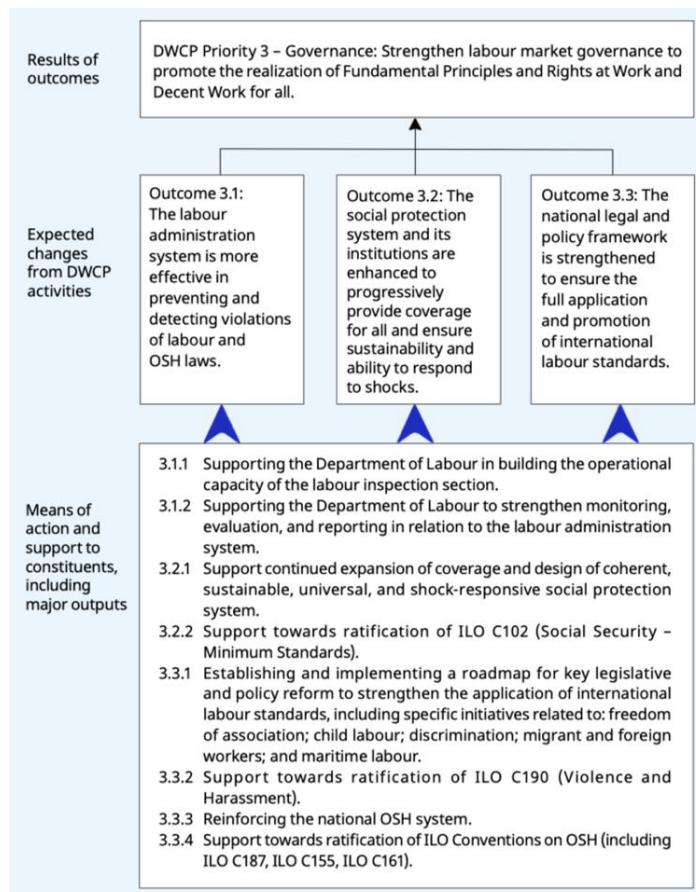 Results of
outcomes
DWCP Priority 3 – Governance: Strengthen labour market governance to
promote the realization of Fundamental Principles and Rights at Work and
Decent Work for all.
Expected
changes
from DWCP
activities
Outcome 3.1:
The labour
administration
system is more
effective in
preventing and
detecting violations
of labour and
OSH laws.
Outcome 3.2: The
social protection
system and its
institutions are
enhanced to
progressively
provide coverage
for all and ensure
sustainability and
ability to respond
to shocks.
Outcome 3.3: The
national legal and
policy framework
is strengthened
to ensure the
full application
and promotion
of international
labour standards.
Means of
action and
support to
constituents,
including
major outputs
3.1.1 Supporting the Department of Labour in building the operational
capacity of the labour inspection section.
3.1.2 Supporting the Department of Labour to strengthen monitoring,
evaluation, and reporting in relation to the labour administration
system.
3.2.1 Support continued expansion of coverage and design of coherent,
sustainable, universal, and shock-responsive social protection
system.
3.2.2 Support towards ratification of ILO C102 (Social Security –
Minimum Standards).
3.3.1 Establishing and implementing a roadmap for key legislative
and policy reform to strengthen the application of international
labour standards, including specific initiatives related to: freedom
of association; child labour; discrimination; migrant and foreign
workers; and maritime labour.
3.3.2 Support towards ratification of ILO C190 (Violence and
Harassment).
3.3.3 Reinforcing the national OSH system.
3.3.4 Support towards ratification of ILO Conventions on OSH (including
ILO C187, ILO C155, ILO C161).